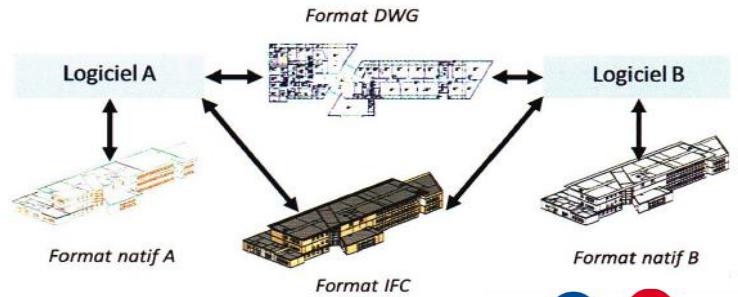 Format DWG
Logiciel A
Logiciel B
Format natif A
Format natif B
Format IFC